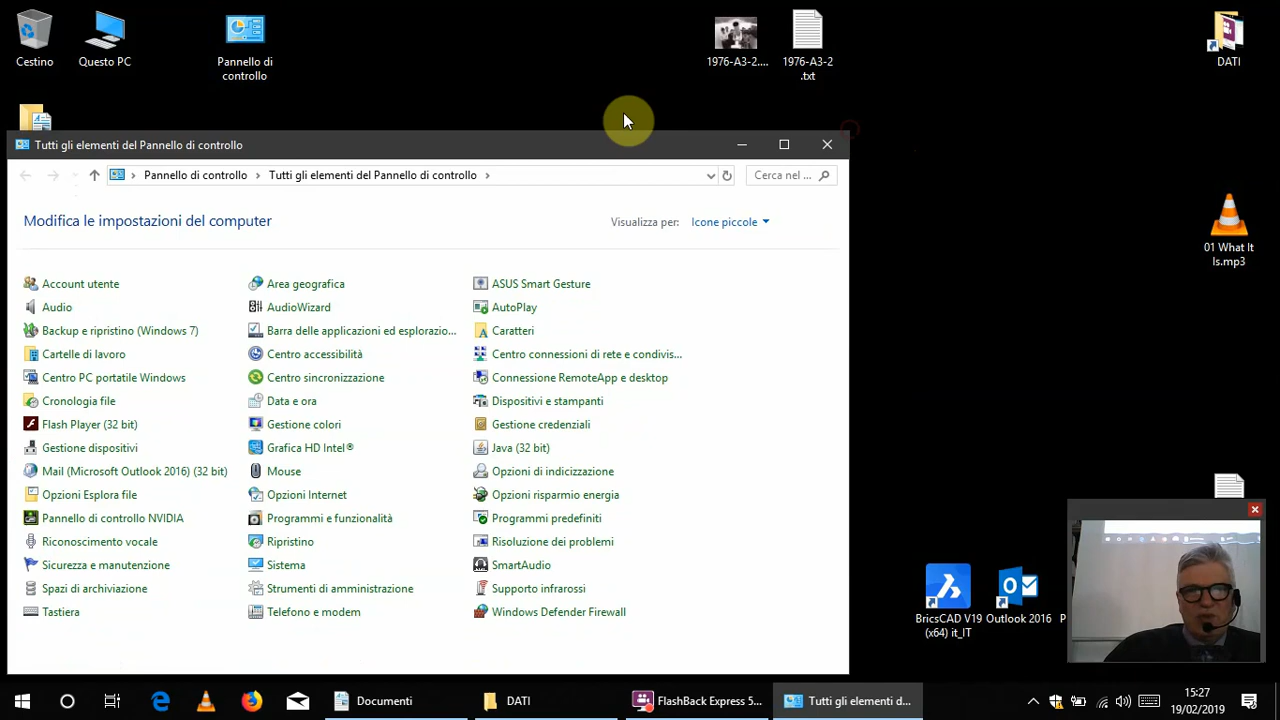 Cestino
Questo PC
Pannello di
controllo
1976-A3-2....
1976-A3-2
.txt
DATI
Tutti gli elementi del Pannello di controllo
Pannello di controllo > Tutti gli elementi del Pannello di controllo >
Cerca nel ...
Modifica le impostazioni del computer
Visualizza per: Icone piccole
Account utente
Area geografica
ASUS Smart Gesture
Audio
AudioWizard
AutoPlay
Backup e ripristino (Windows 7)
Barra delle applicazioni ed esplorazio...
Caratteri
Cartelle di lavoro
Centro accessibilità
Centro connessioni di rete e condivis...
Centro PC portatile Windows
Centro sincronizzazione
Connessione RemoteApp e desktop
Cronologia file
Data e ora
Dispositivi e stampanti
Flash Player (32 bit)
Gestione colori
Gestione credenziali
Gestione dispositivi
Grafica HD Intel®
Java (32 bit)
Mail (Microsoft Outlook 2016) (32 bit)
Mouse
Opzioni di indicizzazione
Opzioni Esplora file
Opzioni Internet
Opzioni risparmio energia
Pannello di controllo NVIDIA
Programmi e funzionalità
Programmi predefiniti
Riconoscimento vocale
Ripristino
Risoluzione dei problemi
Sicurezza e manutenzione
Sistema
SmartAudio
Spazi di archiviazione
Strumenti di amministrazione
Supporto infrarossi
Tastiera
Telefono e modem
Windows Defender Firewall
01 What It
Is.mp3
BricsCAD V19
(x64) it_IT
Outlook 2016
P
Documenti
DATI
FlashBack Express 5...
Tutti gli elementi d...
15:27
19/02/2019